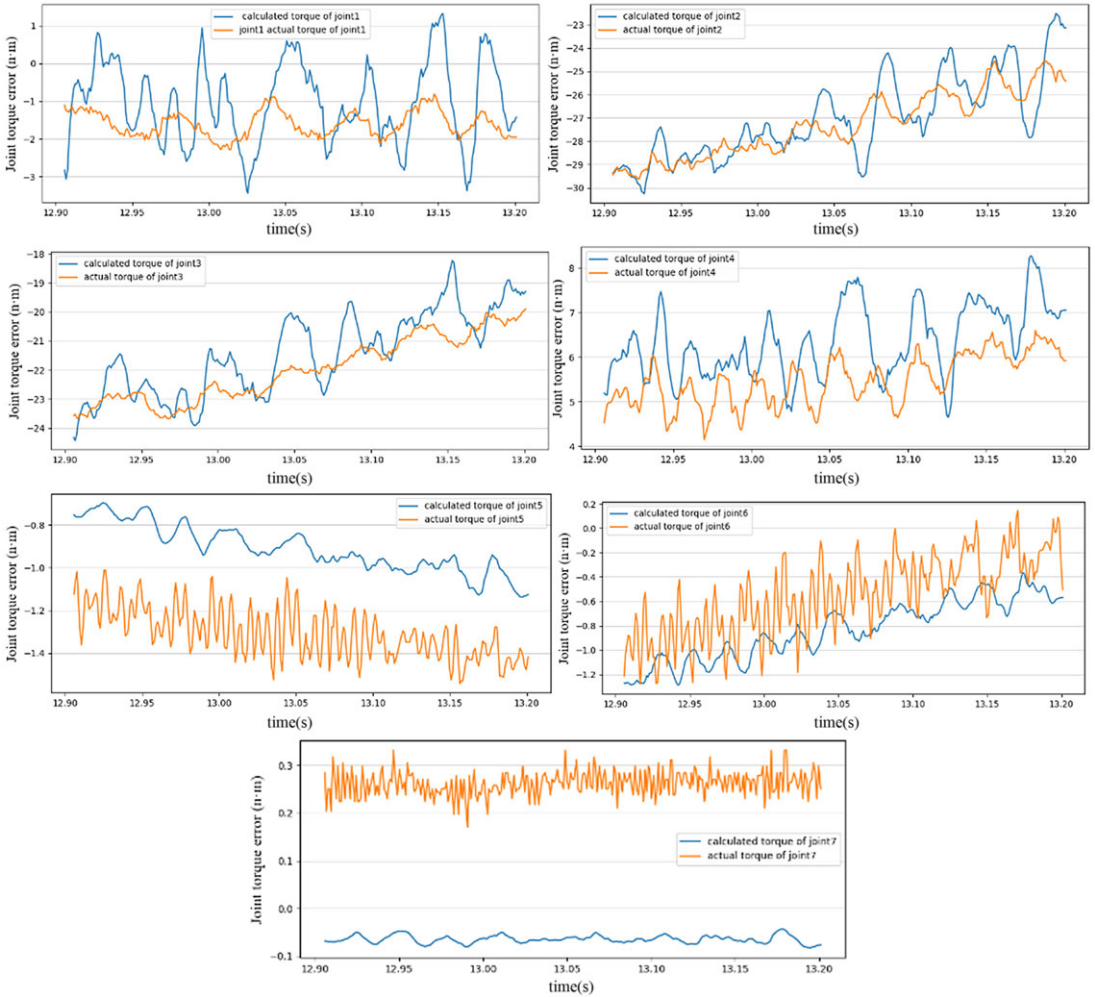 calculated torque of joint1
joint1 actual torque of joint1
Joint torque error (n·m)
1
0
−1
−2
−3
12.90 12.95 13.00 13.05 13.10 13.15 13.20
time(s)
calculated torque of joint2
actual torque of joint2
Joint torque error (n·m)
−23
−24
−25
−26
−27
−28
−29
−30
12.90 12.95 13.00 13.05 13.10 13.15 13.20
time(s)
calculated torque of joint3
actual torque of joint3
Joint torque error (n·m)
−18
−19
−20
−21
−22
−23
−24
12.90 12.95 13.00 13.05 13.10 13.15 13.20
time(s)
calculated torque of joint4
actual torque of joint4
Joint torque error (n·m)
8
7
6
5
4
12.90 12.95 13.00 13.05 13.10 13.15 13.20
time(s)
calculated torque of joint5
actual torque of joint5
Joint torque error (n·m)
−0.8
−1.0
−1.2
−1.4
12.90 12.95 13.00 13.05 13.10 13.15 13.20
time(s)
calculated torque of joint6
actual torque of joint6
Joint torque error (n·m)
0.2
0.0
−0.2
−0.4
−0.6
−0.8
−1.0
−1.2
12.90 12.95 13.00 13.05 13.10 13.15 13.20
time(s)
calculated torque of joint7
actual torque of joint7
Joint torque error (n·m)
0.3
0.2
0.1
0.0
−0.1
12.90 12.95 13.00 13.05 13.10 13.15 13.20
time(s)